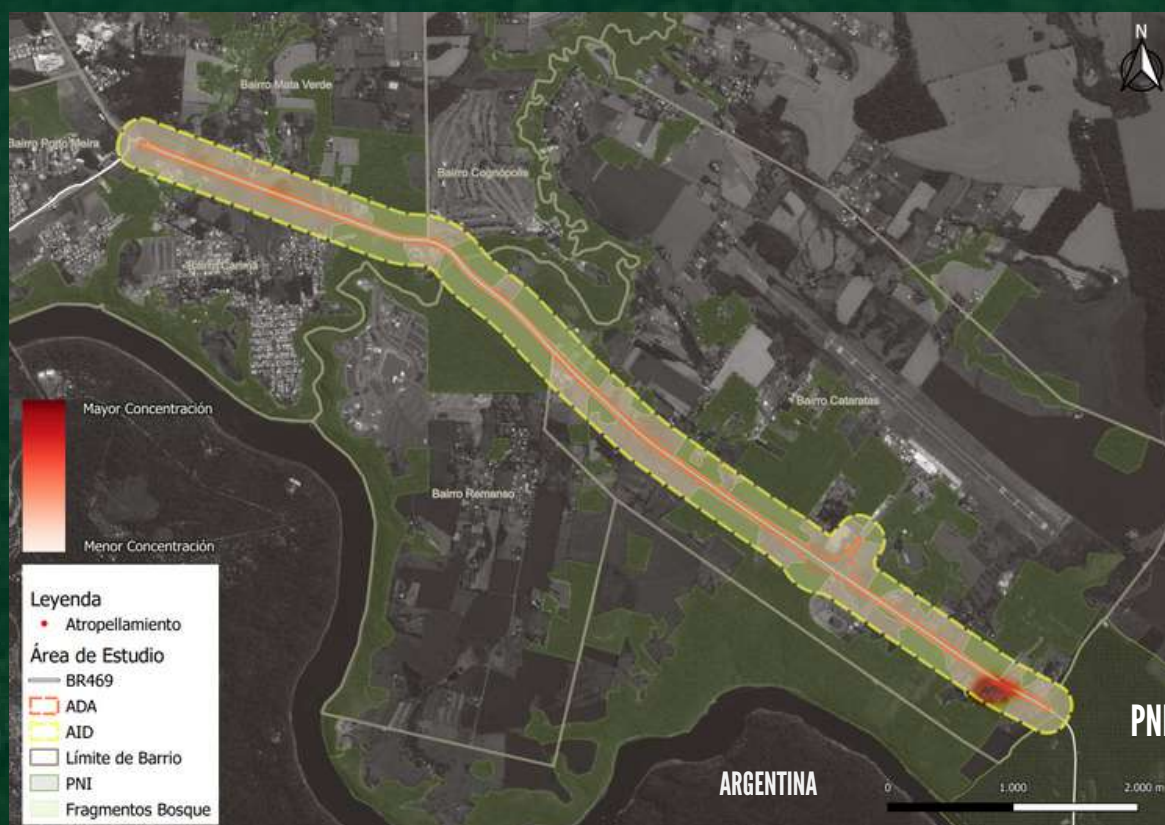 N
Bairro Mata Verde
Bairro Porto Meira
Bairro Cognópolis
Bairro Carimã
Bairro Cataratas
Bairro Remanso
Mayor Concentración
Menor Concentración
Leyenda
Atropellamiento
Área de Estudio
BR469
ADA
AID
Límite de Barrio
PNI
Fragmentos Bosque
PNI
ARGENTINA
0 1.000 2.000 m